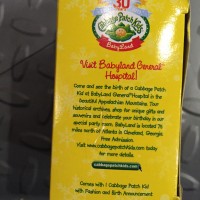 30
Cabbage Patch Kids
BabyLand
Visit Babyland General
Hospital!
Come and see the birth of a Cabbage Patch
Kid at BabyLand General Hospital in the
beautiful Appalachian Mountains. Tour
historical archives, shop for unique gifts and
adoptions and celebrate your birthday in our
special party room. BabyLand is located 75
miles north of Atlanta in Cleveland, Georgia.
Free Admission.
Visit www.cabbagepatchkids.com today
for more details.
cabbagepatchkids.com
Comes with 1 Cabbage Patch Kid
with Fashion and Birth Announcement